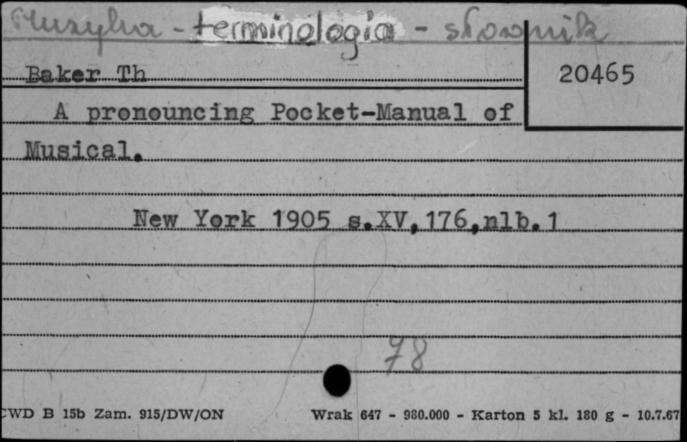 Muzyka - terminologia - słownik
Baker Th
20465
A pronouncing Pocket-Manual of
Musical.
New York 1905 s.XV,176,nlb.1
78
CWD B 15b Zam. 915/DW/ON Wrak 647 - 980.000 - Karton 5 kl. 180 g - 10.7.67